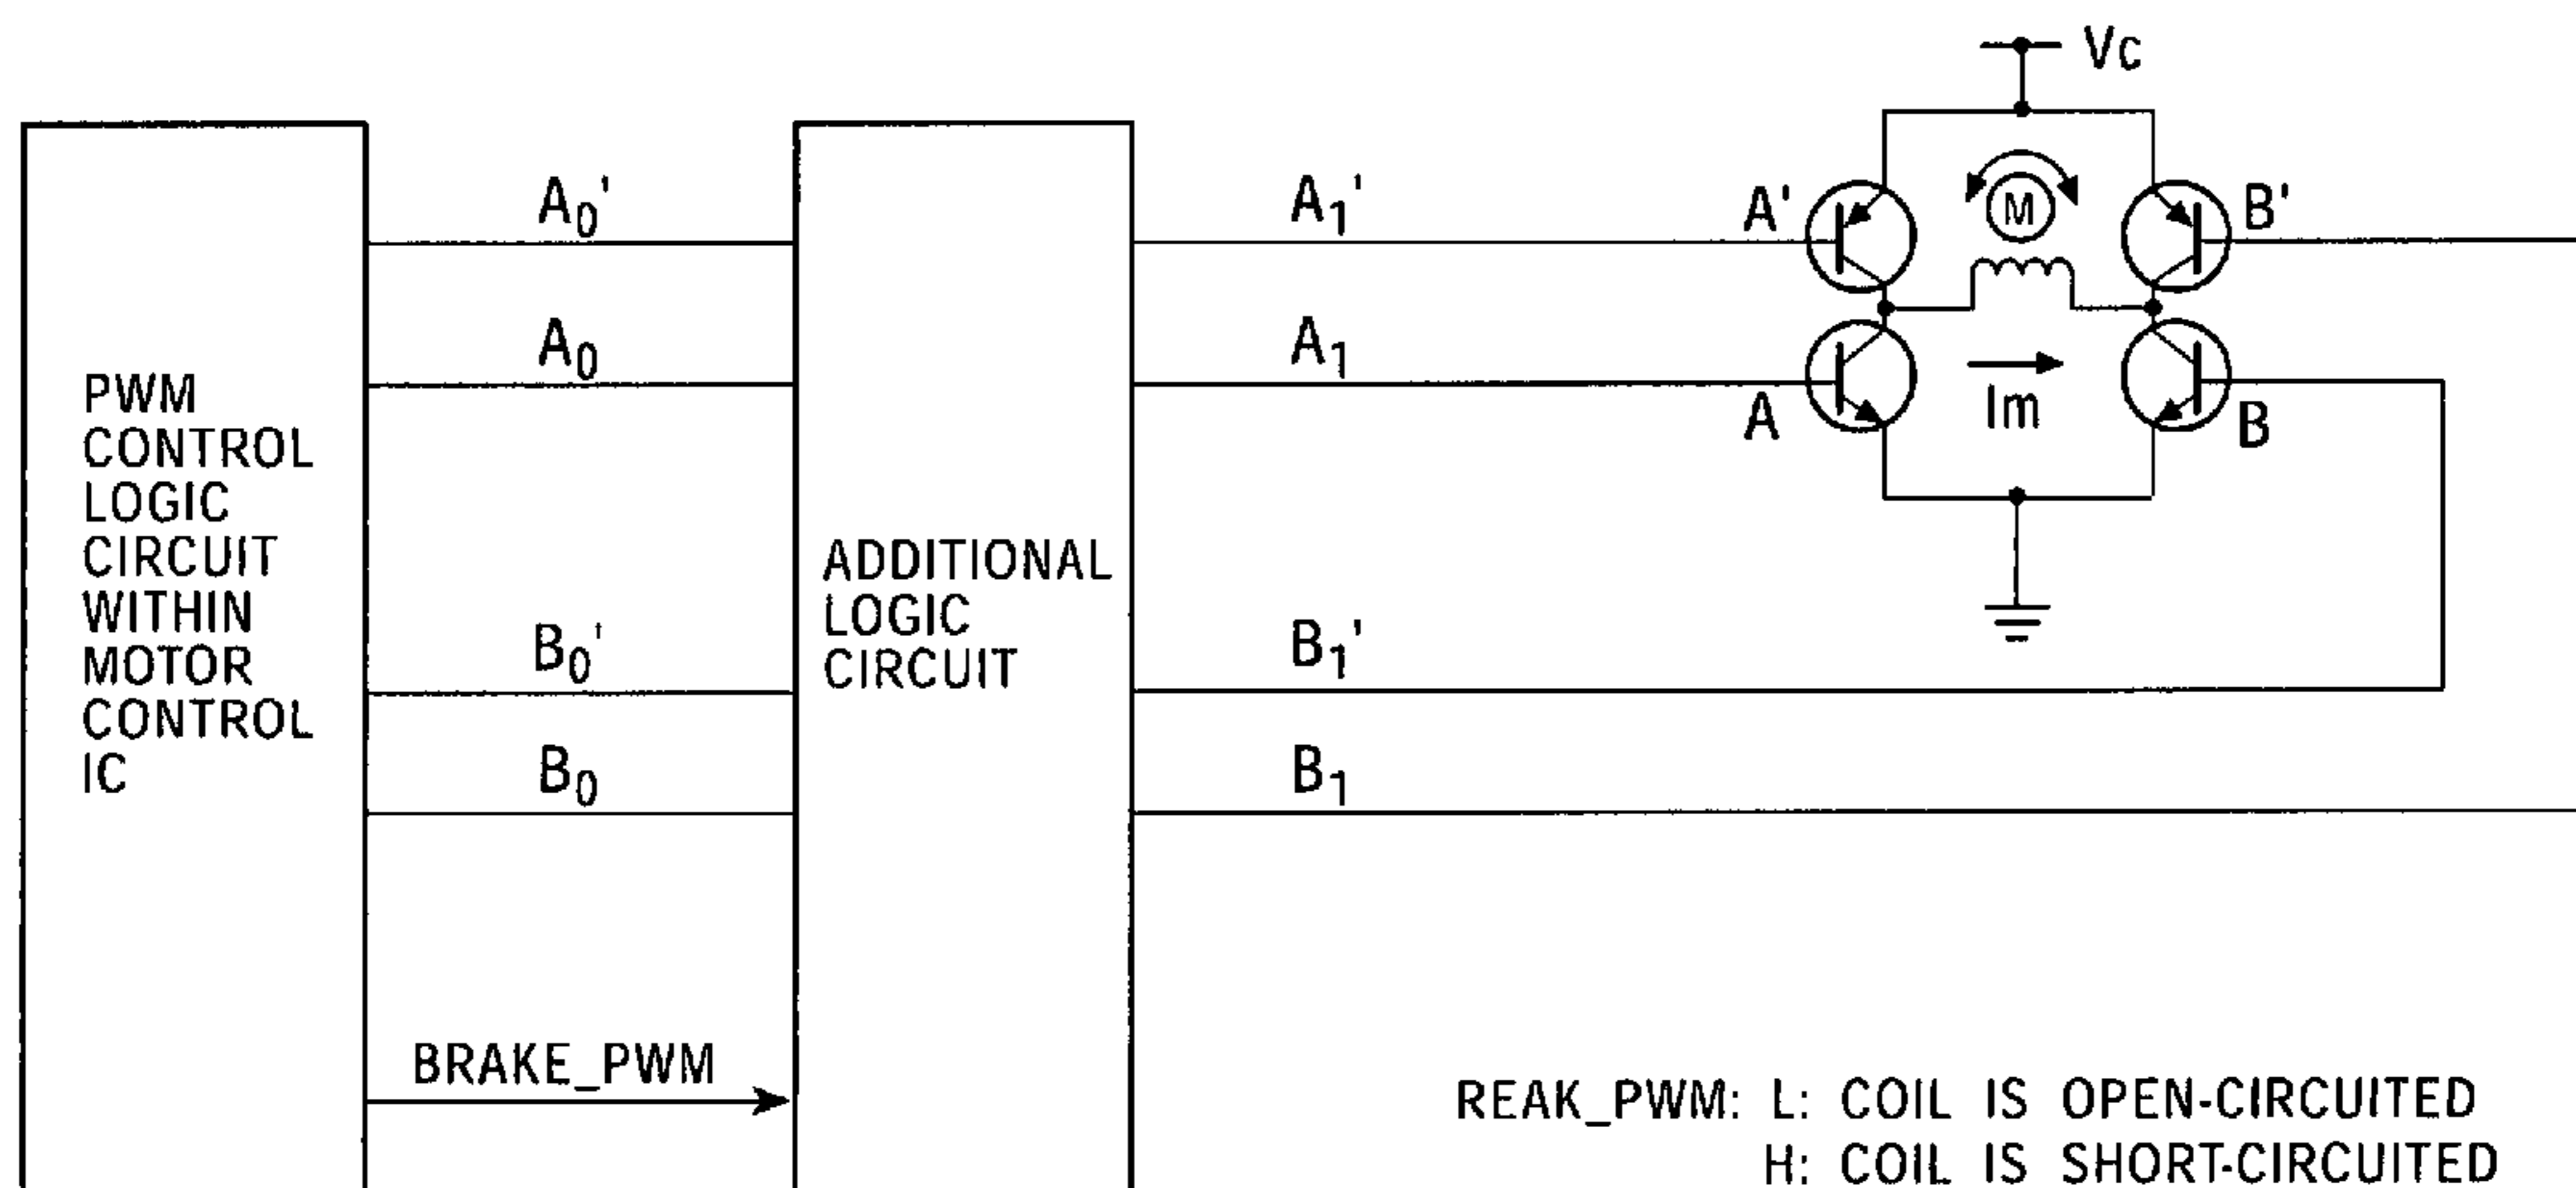 Vc
A₀'
A₁'
A'
M
B'
A₀
A₁
A
Im
B
PWM
CONTROL
LOGIC
CIRCUIT
WITHIN
MOTOR
CONTROL
IC
ADDITIONAL
LOGIC
CIRCUIT
B₀'
B₁'
B₀
B₁
BRAKE_PWM
REAK_PWM: L: COIL IS OPEN-CIRCUITED
H: COIL IS SHORT-CIRCUITED